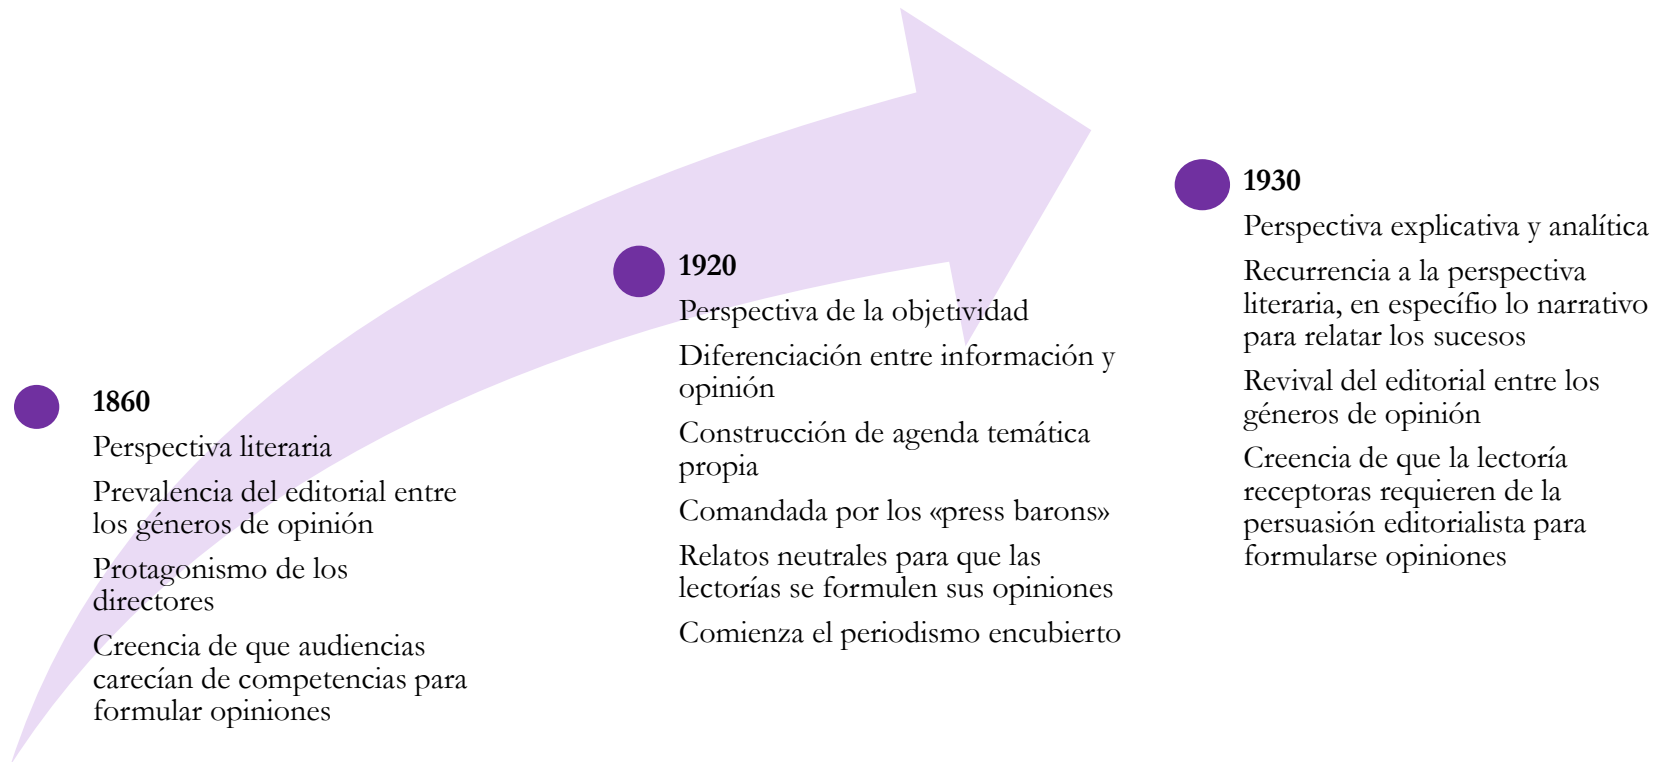 1860
Perspectiva literaria
Prevalencia del editorial entre
los géneros de opinión
Protagonismo de los
directores
Creencia de que audiencias
carecían de competencias para
formular opiniones
1920
Perspectiva de la objetividad
Diferenciación entre información y
opinión
Construcción de agenda temática
propia
Comandada por los «press barons»
Relatos neutrales para que las
lectorías se formulen sus opiniones
Comienza el periodismo encubierto
1930
Perspectiva explicativa y analítica
Recurrencia a la perspectiva
literaria, en específio lo narrativo
para relatar los sucesos
Revival del editorial entre los
géneros de opinión
Creencia de que la lectoría
receptoras requieren de la
persuasión editorialista para
formularse opiniones